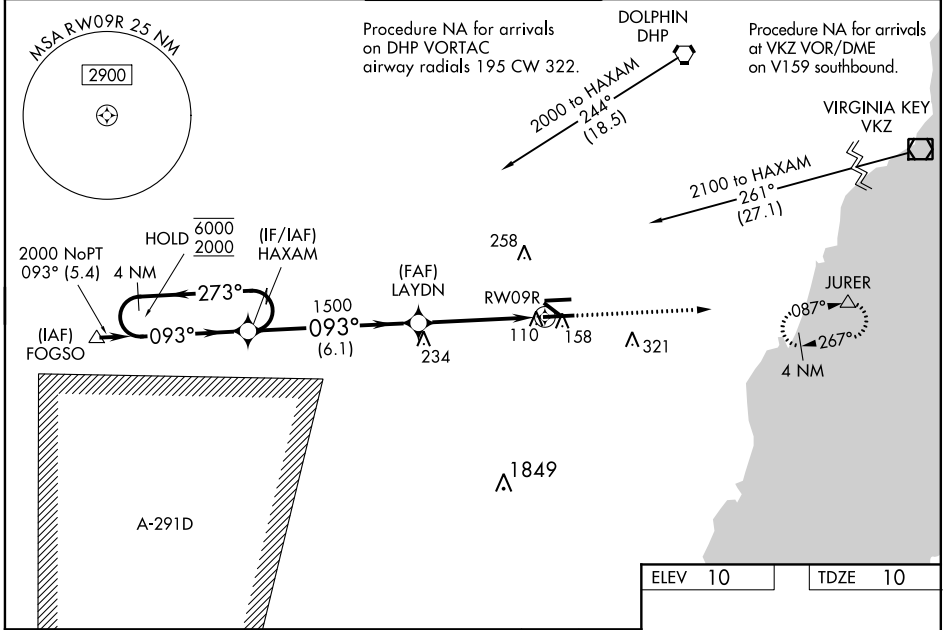 MSA RW09R 25 NM
2900
Procedure NA for arrivals
on DHP VORTAC
airway radials 195 CW 322.
DOLPHIN
DHP
Procedure NA for arrivals
at VKZ VOR/DME
on V159 southbound.
2000 to HAXAM
244°
(18.5)
VIRGINIA KEY
VKZ
2100 to HAXAM
261°
(27.1)
2000 NoPT
093° (5.4)
4 NM
HOLD
6000
2000
(IF/IAF)
HAXAM
273°
093°
(IAF)
FOGSO
1500
093°
(6.1)
(FAF)
LAYDN
234
258
RW09R
110
158
321
JURER
087°
267°
4 NM
1849
A-291D
ELEV 10
TDZE 10